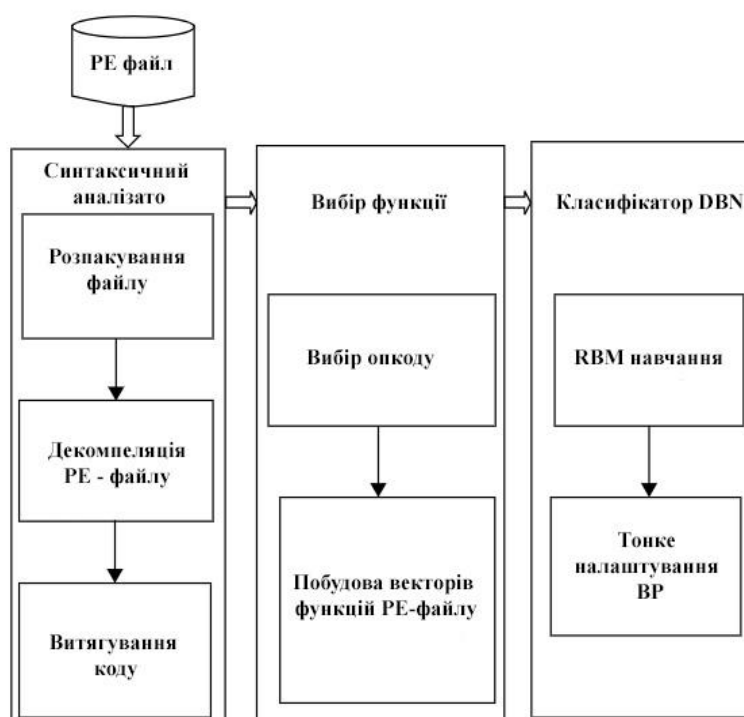 PE файл
Синтаксичний
аналізато
Розпакування
файлу
Декомпеляція
PE - файлу
Витягування
коду
Вибір функції
Вибір опкоду
Побудова векторів
функцій PE-файлу
Класифікатор DBN
RBM навчання
Тонке
налаштування
BP